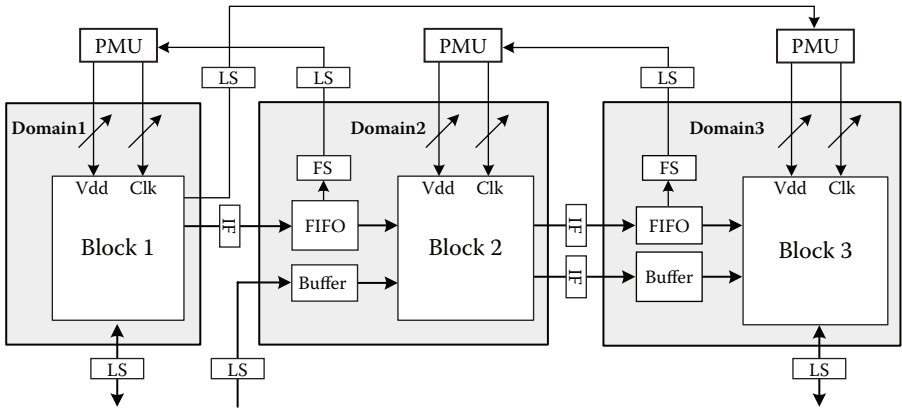 PMU
PMU
PMU
LS
LS
LS
Domain1
Domain2
Domain3
FS
FS
Vdd Clk
Vdd Clk
Vdd Clk
Block 1
IF
FIFO
Block 2
IF
FIFO
Block 3
Buffer
IF
Buffer
LS
LS
LS